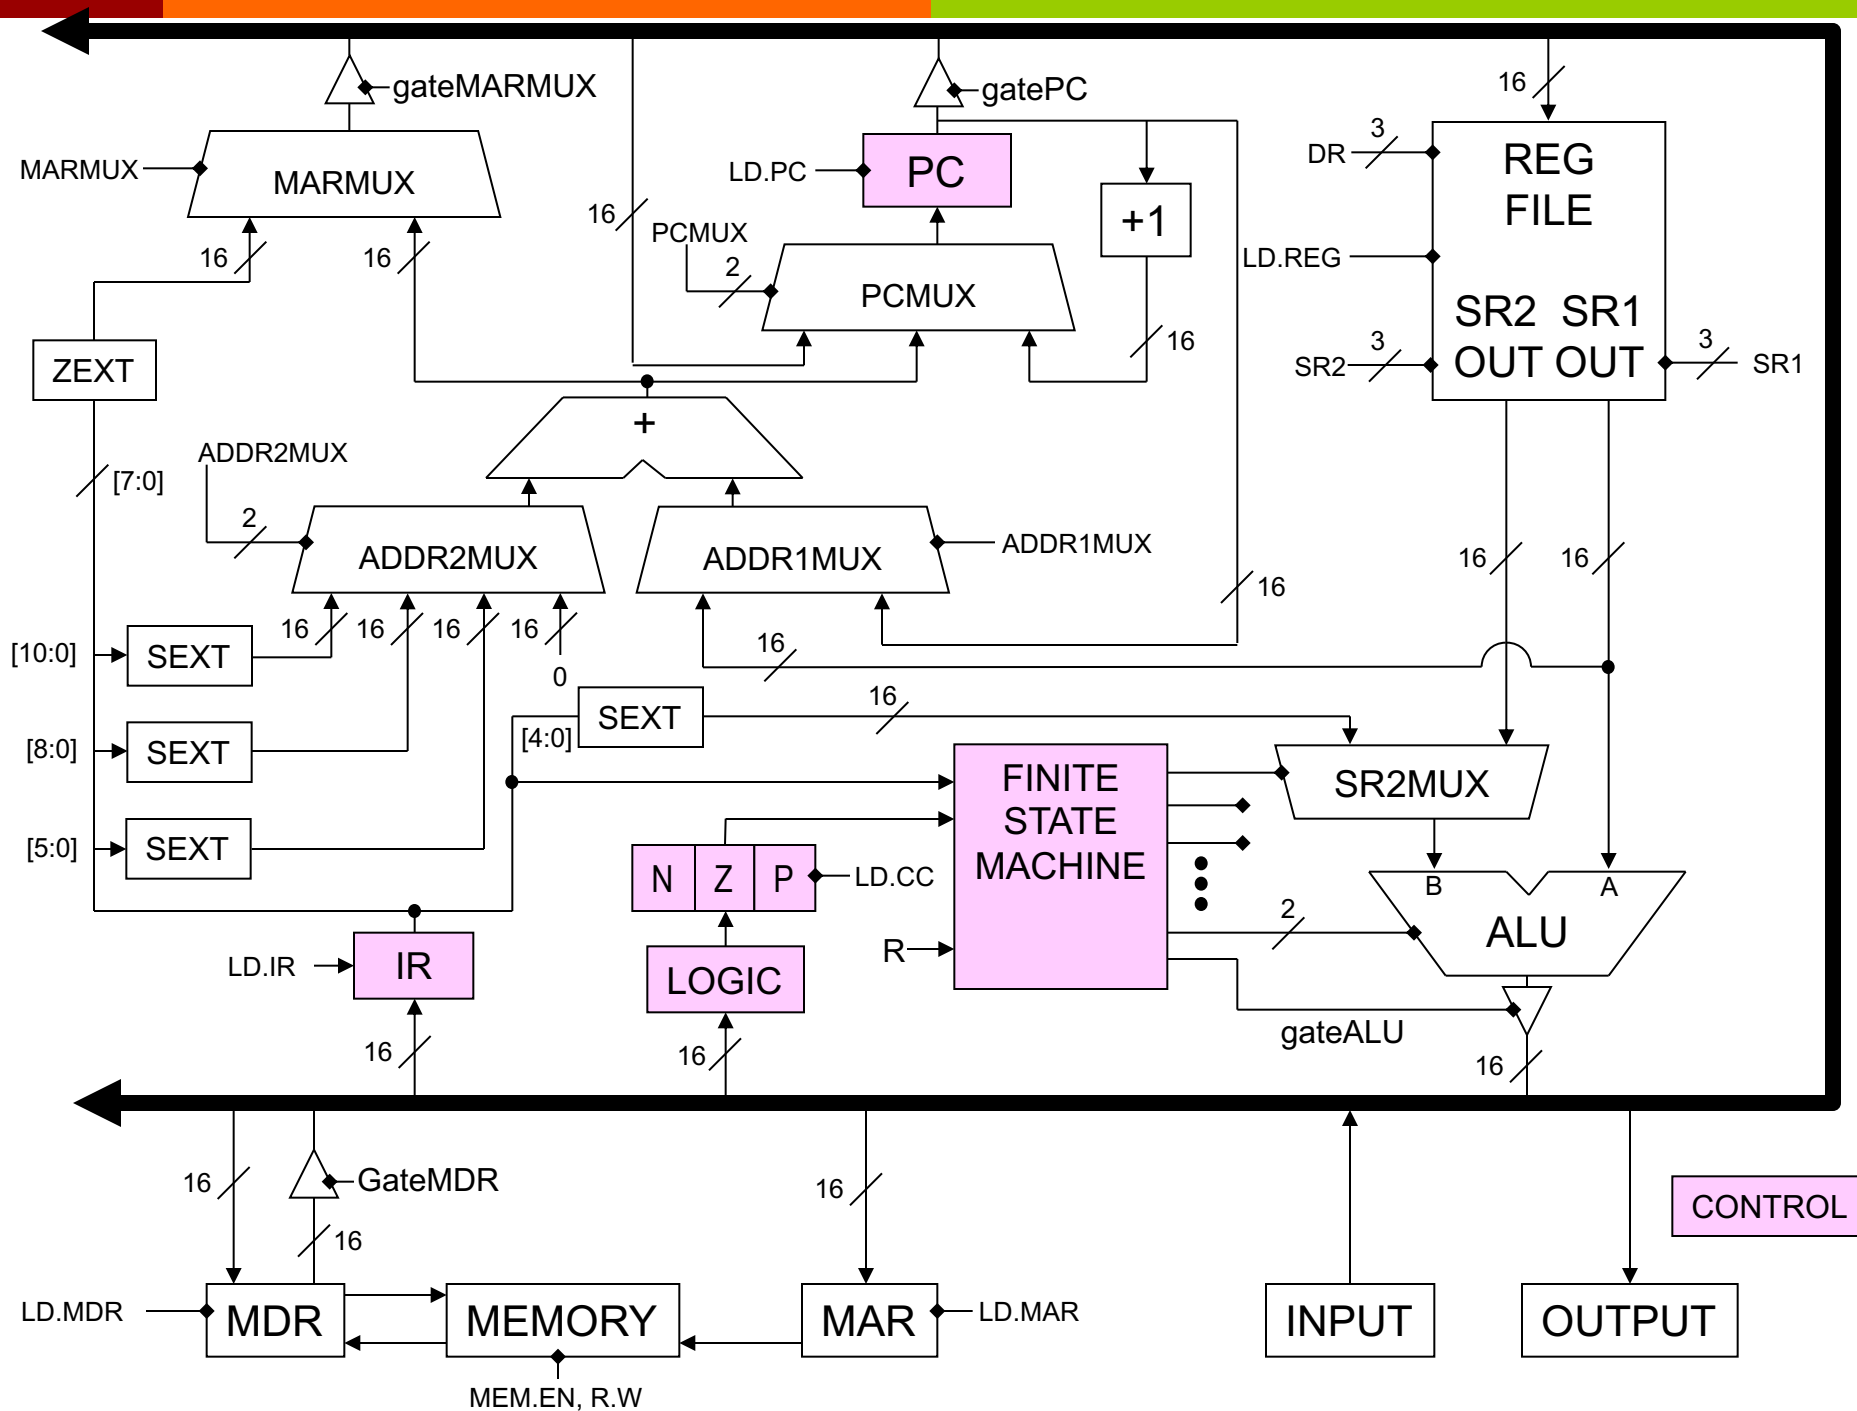 gateMARMUX
gatePC
16
MARMUX
MARMUX
LD.PC
PC
DR
3
REG
FILE
+1
16
PCMUX
2
PCMUX
16
16
16
LD.REG
SR2 SR1
OUT OUT
SR2
3
3
SR1
ZEXT
+
ADDR2MUX
[7:0]
2
ADDR2MUX
ADDR1MUX
ADDR1MUX
16
16
16
16
16
16
16
16
[10:0]
SEXT
0
16
[8:0]
SEXT
[4:0]
SEXT
16
[5:0]
SEXT
FINITE
STATE
MACHINE
SR2MUX
N
Z
P
LD.CC
B
A
ALU
2
R
LD.IR
IR
LOGIC
gateALU
16
16
16
16
GateMDR
16
16
CONTROL
LD.MDR
MDR
MEMORY
MAR
LD.MAR
INPUT
OUTPUT
MEM.EN, R.W